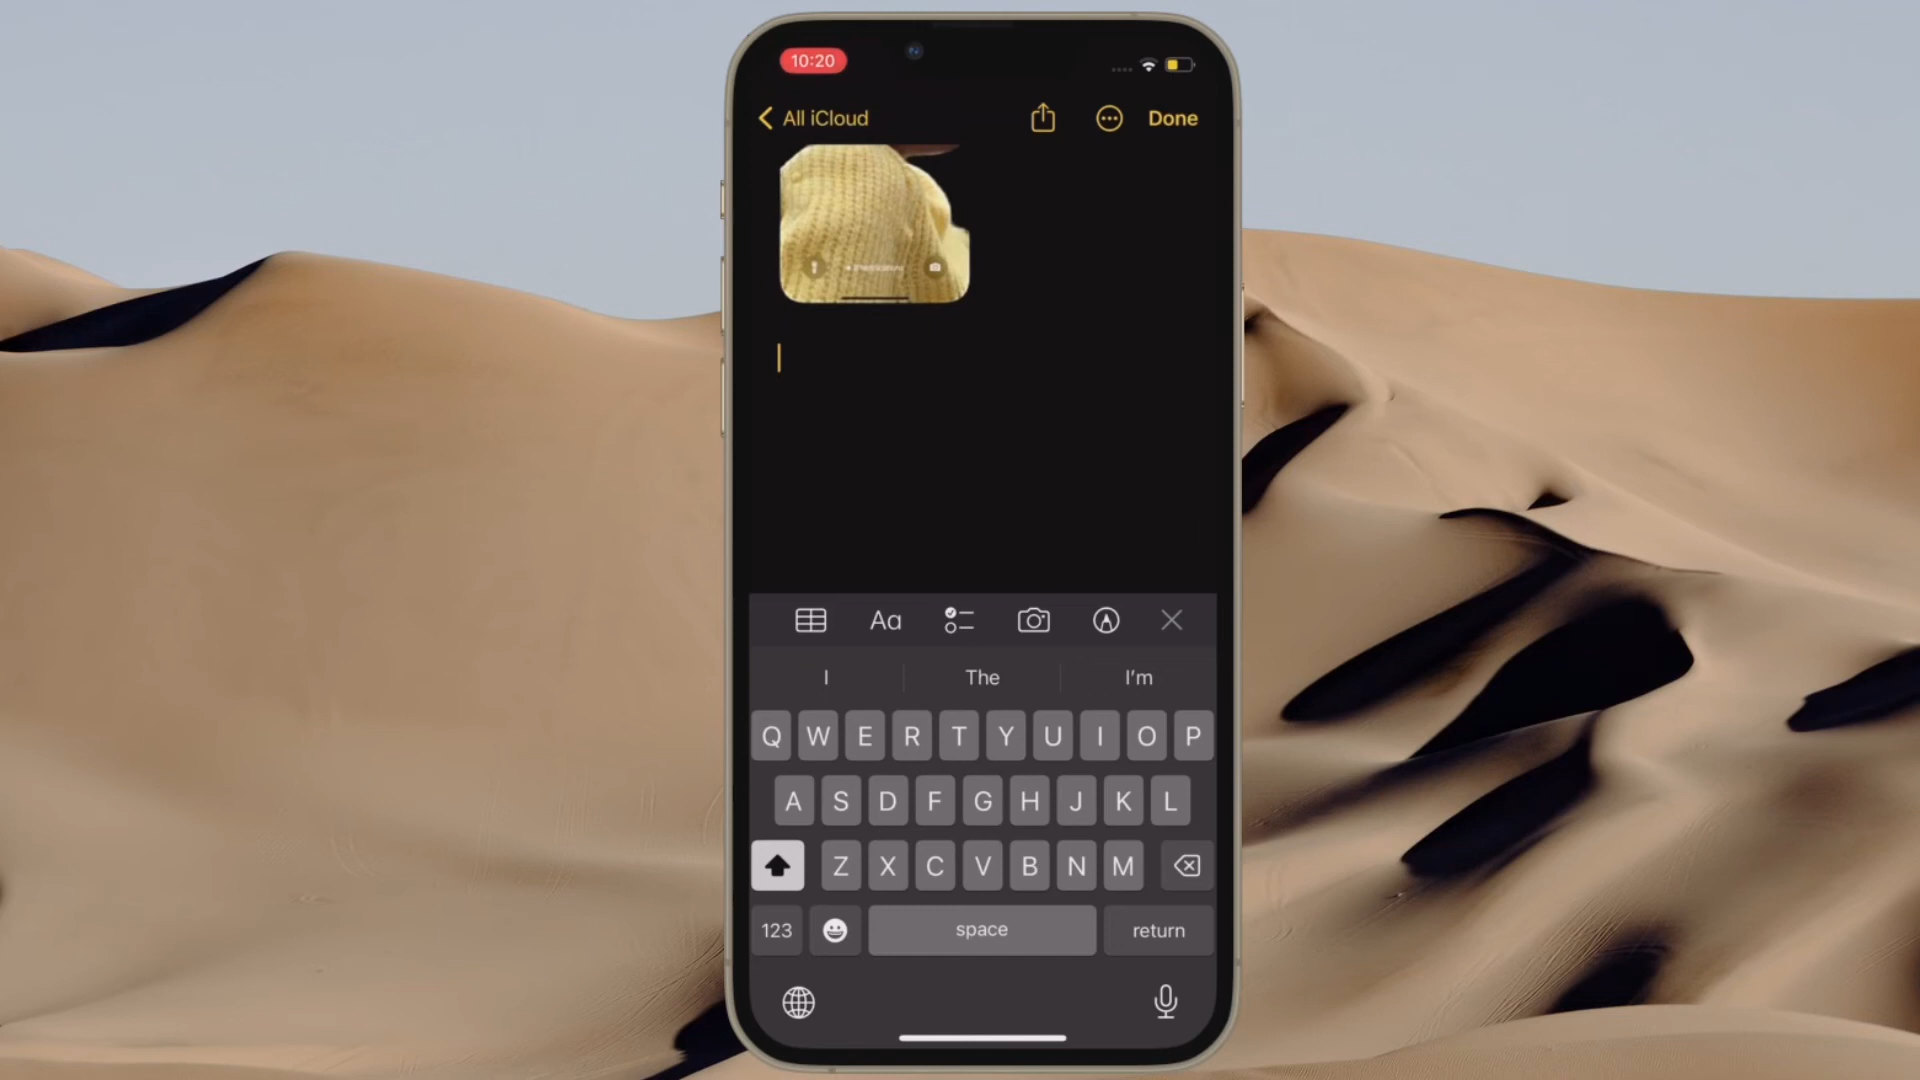 10:20
All iCloud
Done
Aa
I
The
I'm
Q W E R T Y U I O P
A S D F G H J K L
Z X C V B N M
123
space
return